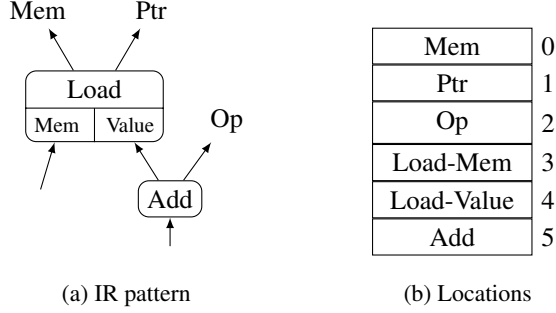 Mem Ptr
Load
Mem Value
Op
Add
(a) IR pattern
Mem 0
Ptr 1
Op 2
Load-Mem 3
Load-Value 4
Add 5
(b) Locations